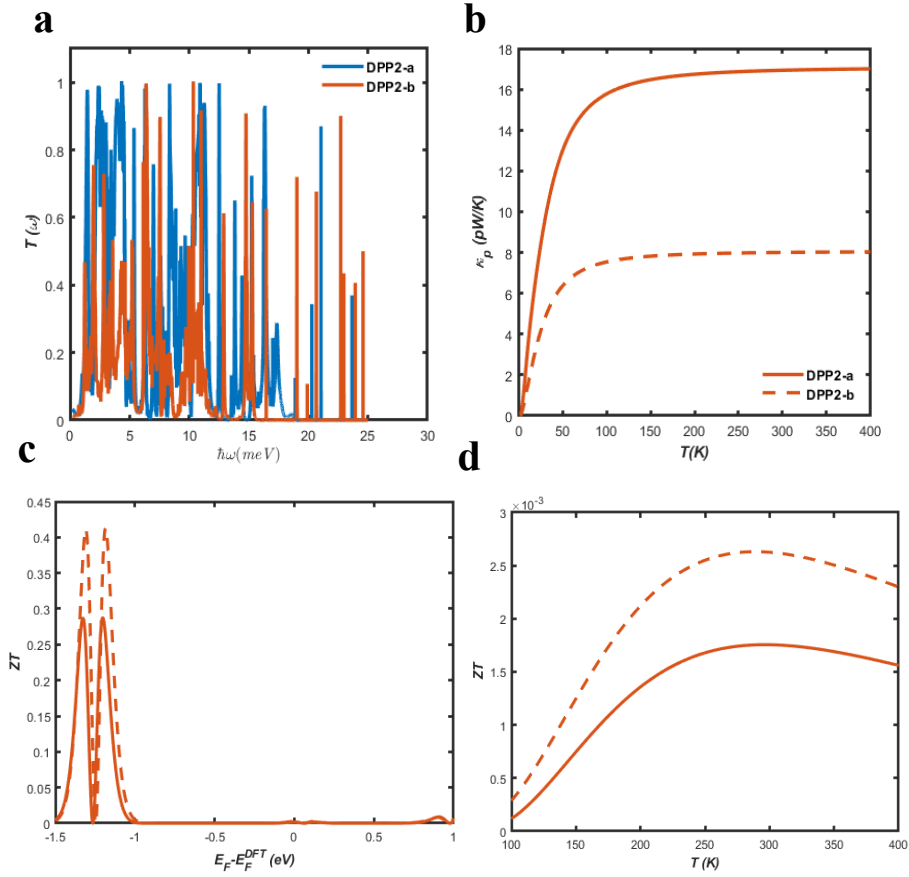 a
DPP2-a
DPP2-b
T (ω)
1
0.8
0.6
0.4
0.2
0
0 5 10 15 20 25 30
ħω(meV)
b
18
16
14
12
10
8
6
4
2
0
κp (pW/K)
DPP2-a
DPP2-b
0 50 100 150 200 250 300 350 400
T(K)
c
0.45
0.4
0.35
0.3
0.25
0.2
0.15
0.1
0.05
0
ZT
-1.5 -1 -0.5 0 0.5 1
E_F-E_F^DFT (eV)
d
×10^-3
3
2.5
2
1.5
1
0.5
0
ZT
100 150 200 250 300 350 400
T (K)